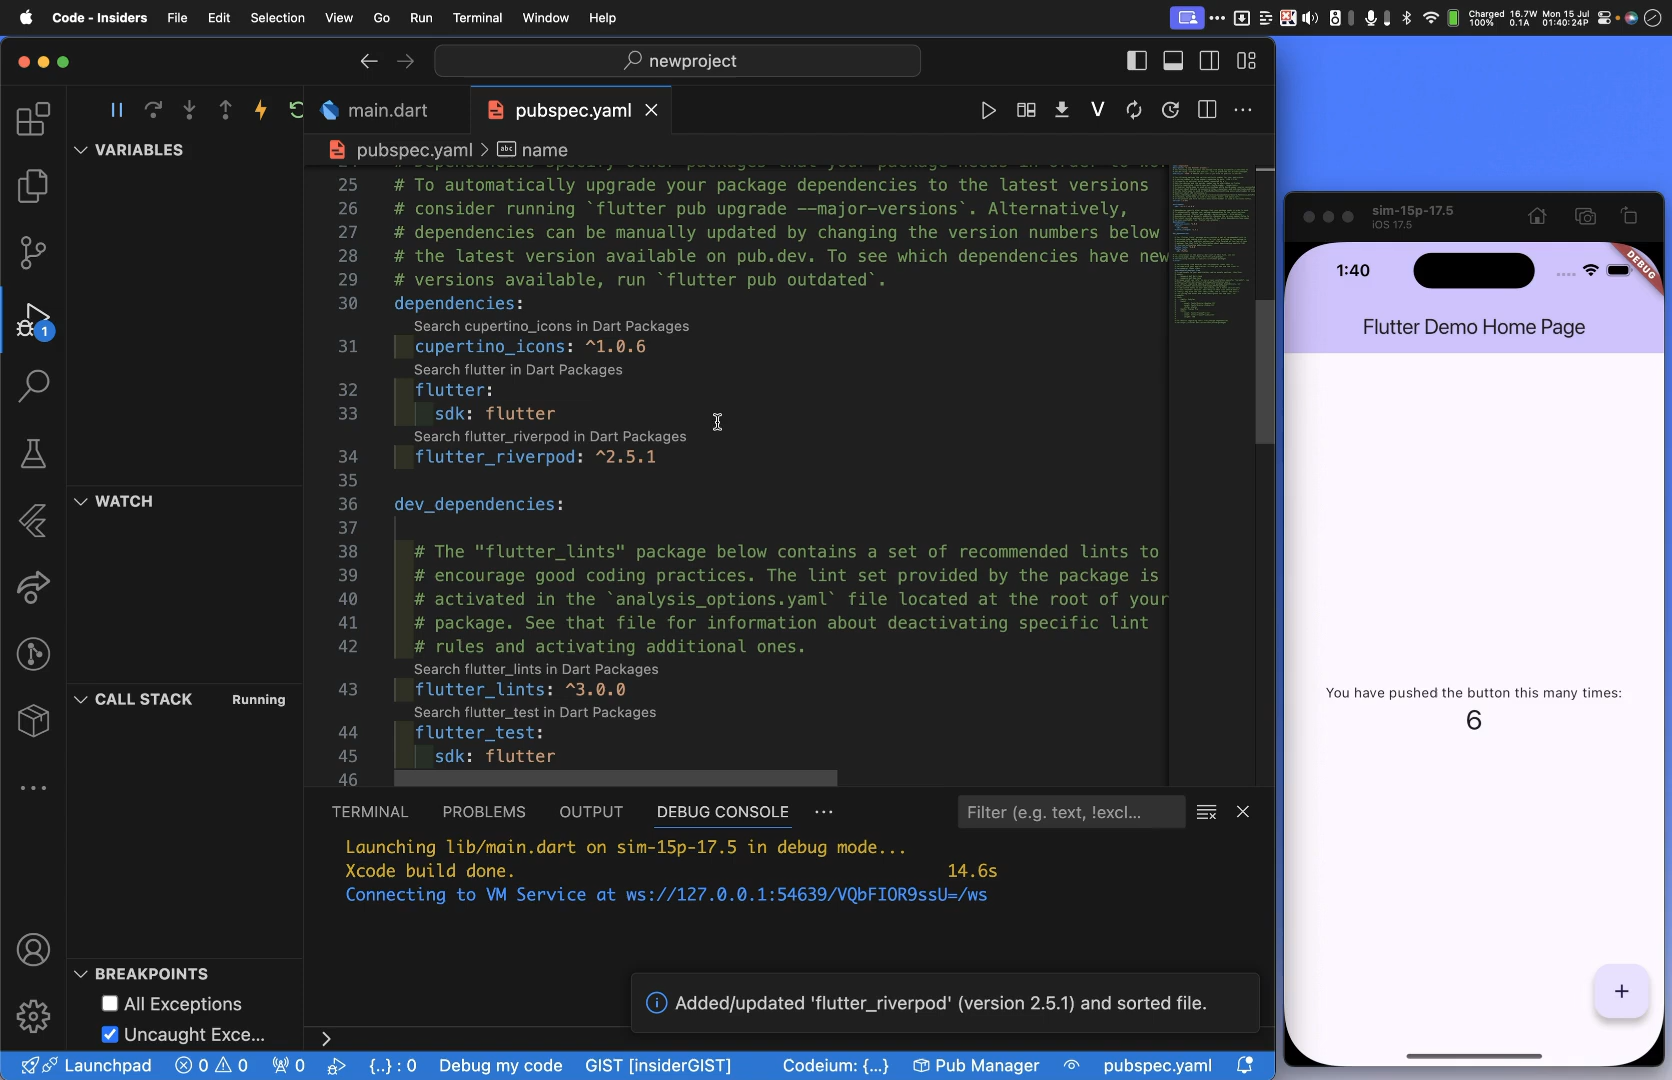 Code - Insiders File Edit Selection View Go Run Terminal Window Help
Charged 16.7W Mon 15 Jul
100% 0.1A 01:40:24P
newproject
main.dart
pubspec.yaml
VARIABLES
pubspec.yaml > name
25 # To automatically upgrade your package dependencies to the latest versions
26 # consider running `flutter pub upgrade --major-versions`. Alternatively,
27 # dependencies can be manually updated by changing the version numbers below
28 # the latest version available on pub.dev. To see which dependencies have new
29 # versions available, run `flutter pub outdated`.
30 dependencies:
Search cupertino_icons in Dart Packages
31 cupertino_icons: ^1.0.6
Search flutter in Dart Packages
32 flutter:
33 sdk: flutter
Search flutter_riverpod in Dart Packages
34 flutter_riverpod: ^2.5.1
35
36 dev_dependencies:
37
38 # The "flutter_lints" package below contains a set of recommended lints to
39 # encourage good coding practices. The lint set provided by the package is
40 # activated in the `analysis_options.yaml` file located at the root of your
41 # package. See that file for information about deactivating specific lint
42 # rules and activating additional ones.
Search flutter_lints in Dart Packages
43 flutter_lints: ^3.0.0
Search flutter_test in Dart Packages
44 flutter_test:
45 sdk: flutter
46
WATCH
CALL STACK Running
BREAKPOINTS
All Exceptions
Uncaught Exce...
1
TERMINAL PROBLEMS OUTPUT DEBUG CONSOLE ...
Filter (e.g. text, !excl...
Launching lib/main.dart on sim-15p-17.5 in debug mode...
Xcode build done. 14.6s
Connecting to VM Service at ws://127.0.0.1:54639/VQbFIOR9ssU=/ws
Added/updated 'flutter_riverpod' (version 2.5.1) and sorted file.
>
Launchpad 0 0 0 {..} : 0 Debug my code GIST [insiderGIST] Codeium: {...} Pub Manager pubspec.yaml
sim-15p-17.5
iOS 17.5
1:40
DEBUG
Flutter Demo Home Page
You have pushed the button this many times:
6
+